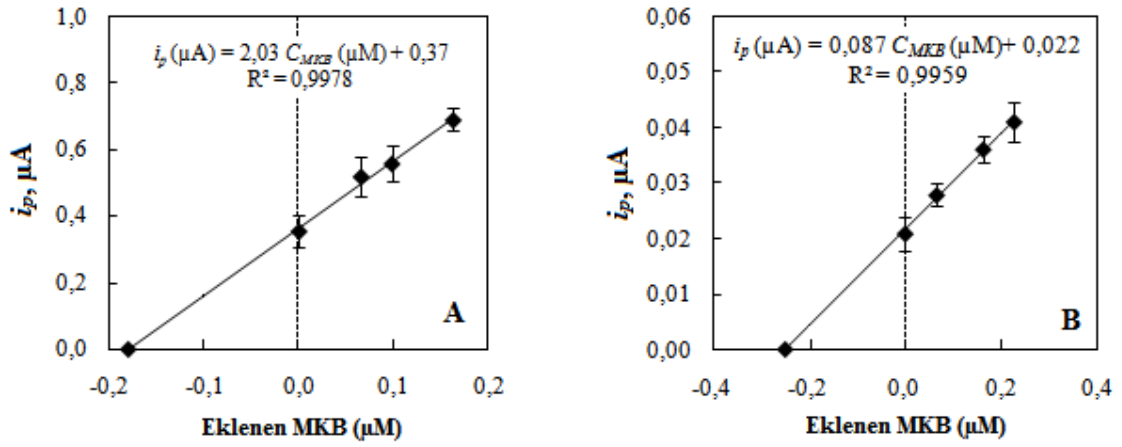 1,0
0,8
0,6
0,4
0,2
0,0
i_p, µA
i_p (µA) = 2,03 C_MKB (µM) + 0,37
R² = 0,9978
A
-0,2 -0,1 0,0 0,1 0,2
Eklenen MKB (µM)
0,06
0,05
0,04
0,03
0,02
0,01
0,00
i_p, µA
i_p (µA) = 0,087 C_MKB (µM)+ 0,022
R² = 0,9959
B
-0,4 -0,2 0,0 0,2 0,4
Eklenen MKB (µM)